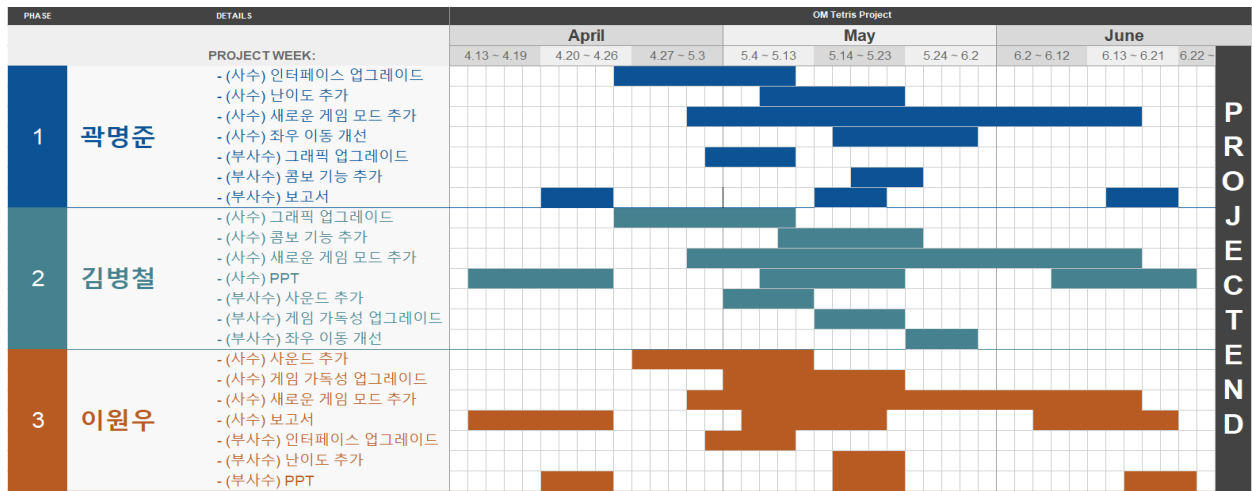 PHASE DETAILS OM Tetris Project
April May June
PROJECT WEEK: 4.13 ~ 4.19 4.20 ~ 4.26 4.27 ~ 5.3 5.4 ~ 5.13 5.14 ~ 5.23 5.24 ~ 6.2 6.2 ~ 6.12 6.13 ~ 6.21 6.22 ~
1 곽명준
- (사수) 인터페이스 업그레이드
- (사수) 난이도 추가
- (사수) 새로운 게임 모드 추가
- (사수) 좌우 이동 개선
- (부사수) 그래픽 업그레이드
- (부사수) 콤보 기능 추가
- (부사수) 보고서
2 김병철
- (사수) 그래픽 업그레이드
- (사수) 콤보 기능 추가
- (사수) 새로운 게임 모드 추가
- (사수) PPT
- (부사수) 사운드 추가
- (부사수) 게임 가독성 업그레이드
- (부사수) 좌우 이동 개선
3 이원우
- (사수) 사운드 추가
- (사수) 게임 가독성 업그레이드
- (사수) 새로운 게임 모드 추가
- (사수) 보고서
- (부사수) 인터페이스 업그레이드
- (부사수) 난이도 추가
- (부사수) PPT
PROJECT END